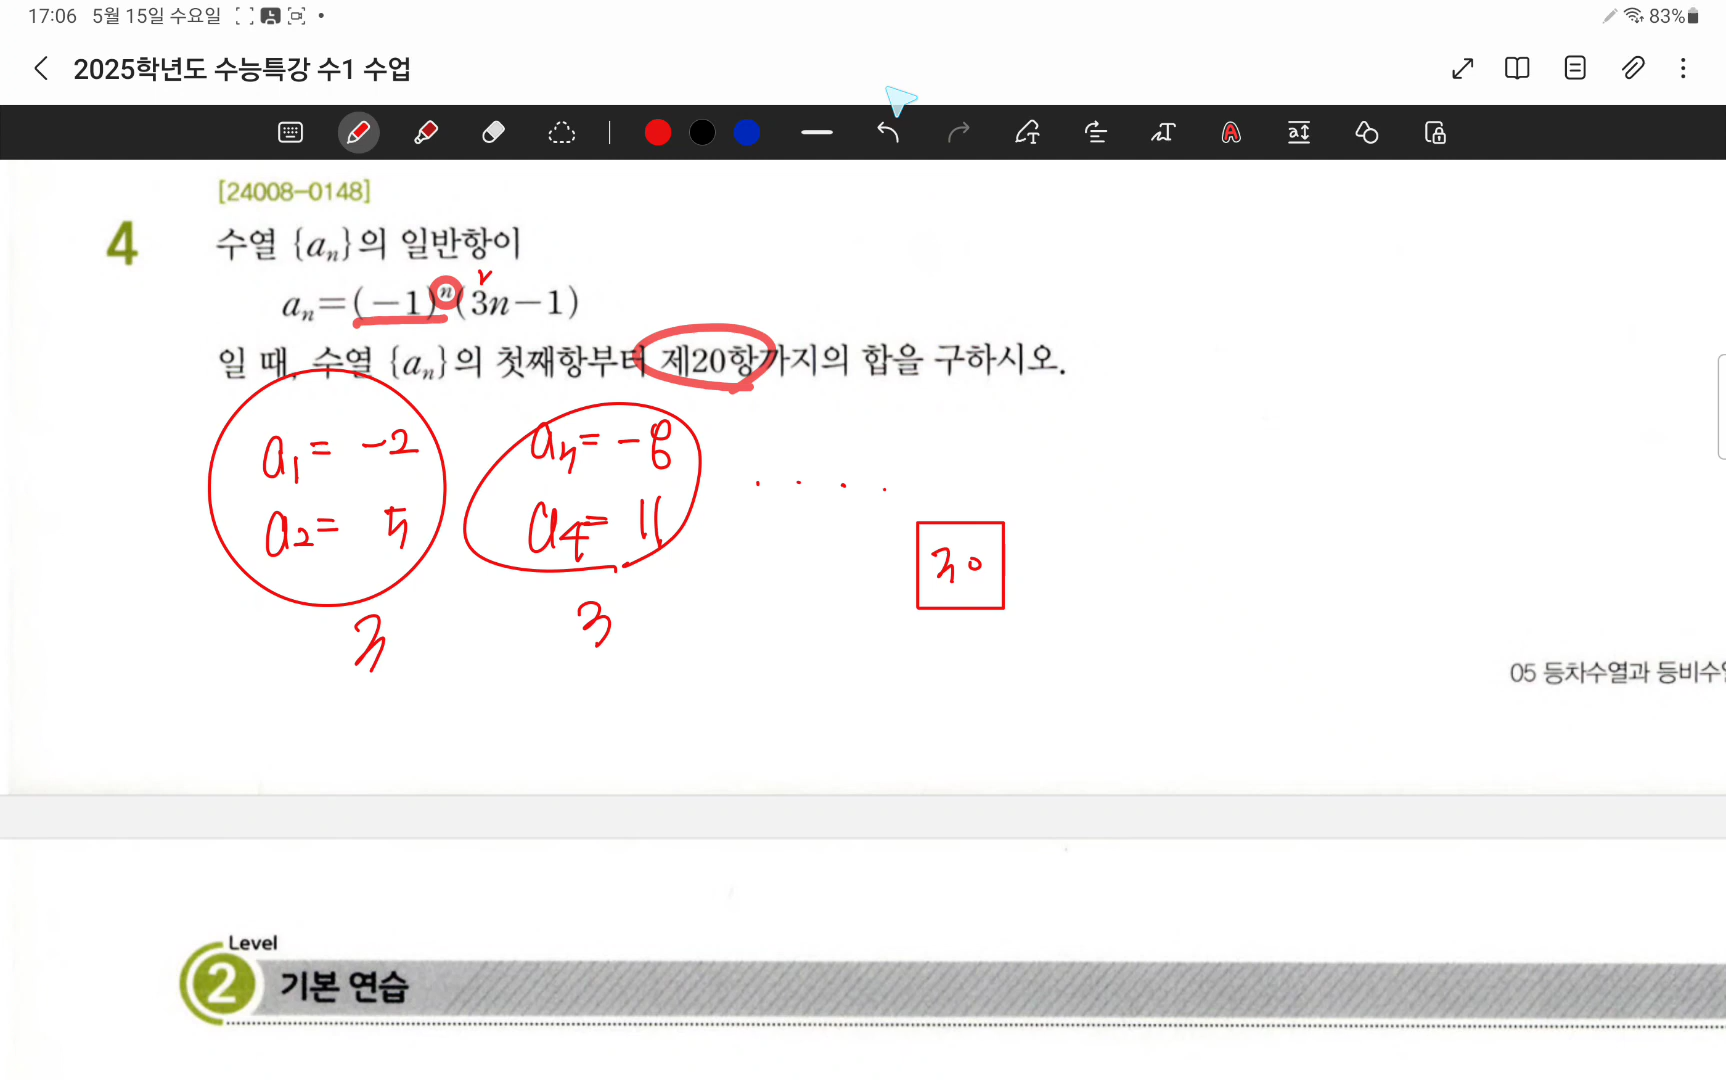 17:06 5월 15일 수요일
83%
2025학년도 수능특강 수1 수업
[24008-0148]
4
수열 {aₙ}의 일반항이
aₙ=(-1)ⁿ(3n-1)
일 때, 수열 {aₙ}의 첫째항부터 제20항까지의 합을 구하시오.
a₁= -2
a₂= 5
a₃= -8
a₄= 11
. . . .
3
3
30
05 등차수열과 등비수열
Level
2 기본 연습